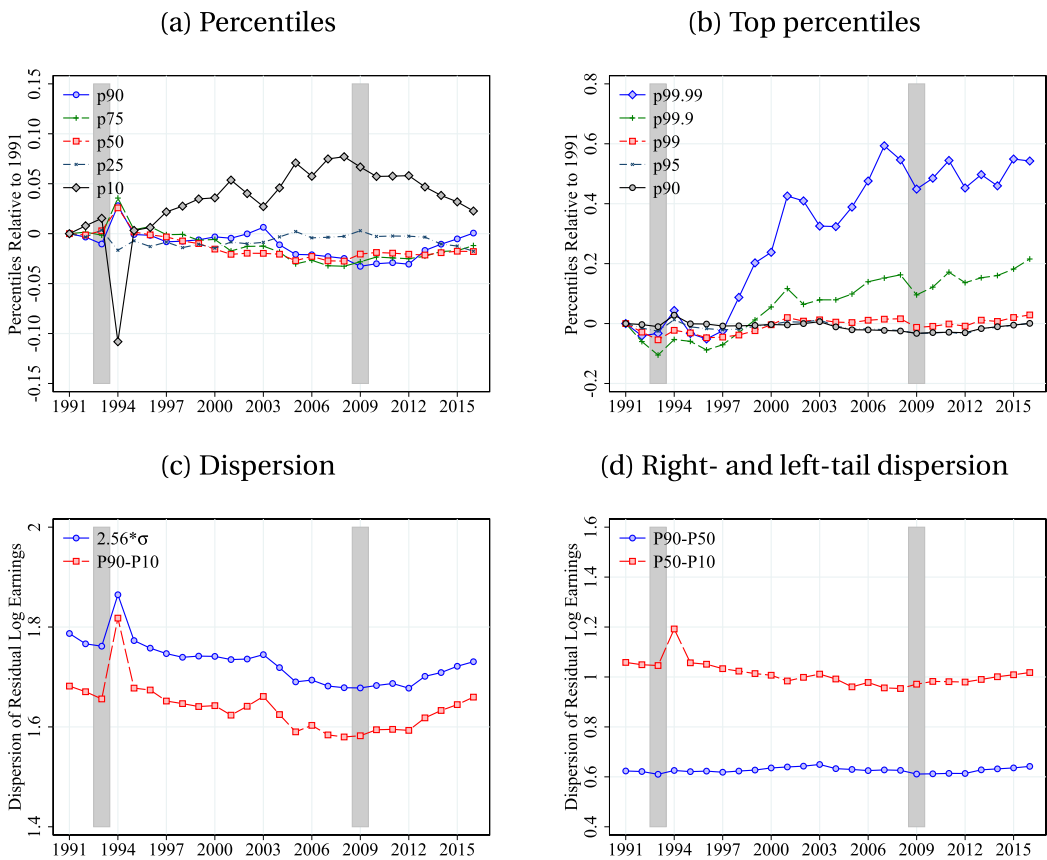 (a) Percentiles
Percentiles Relative to 1991
0.15
0.10
0.05
0
-0.05
-0.10
-0.15
p90
p75
p50
p25
p10
1991 1994 1997 2000 2003 2006 2009 2012 2015
(b) Top percentiles
Percentiles Relative to 1991
0.8
0.6
0.4
0.2
0
-0.2
p99.99
p99.9
p99
p95
p90
1991 1994 1997 2000 2003 2006 2009 2012 2015
(c) Dispersion
Dispersion of Residual Log Earnings
2
1.8
1.6
1.4
2.56*σ
P90-P10
1991 1994 1997 2000 2003 2006 2009 2012 2015
(d) Right- and left-tail dispersion
Dispersion of Residual Log Earnings
1.6
1.4
1.2
1
0.8
0.6
0.4
P90-P50
P50-P10
1991 1994 1997 2000 2003 2006 2009 2012 2015